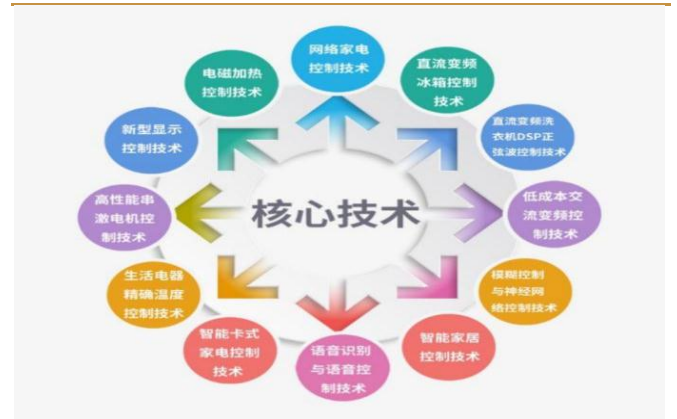 网络家电
控制技术
直流变频
冰箱控制
技术
直流变频洗
衣机DSP正
弦波控制技术
低成本交
流变频控
制技术
模糊控制
与神经网
络控制技术
智能家居
控制技术
语音识别
与语音控
制技术
智能卡式
家电控制
技术
生活电器
精确温度
控制技术
高性能串
激电机控
制技术
新型显示
控制技术
电磁加热
控制技术
核心技术